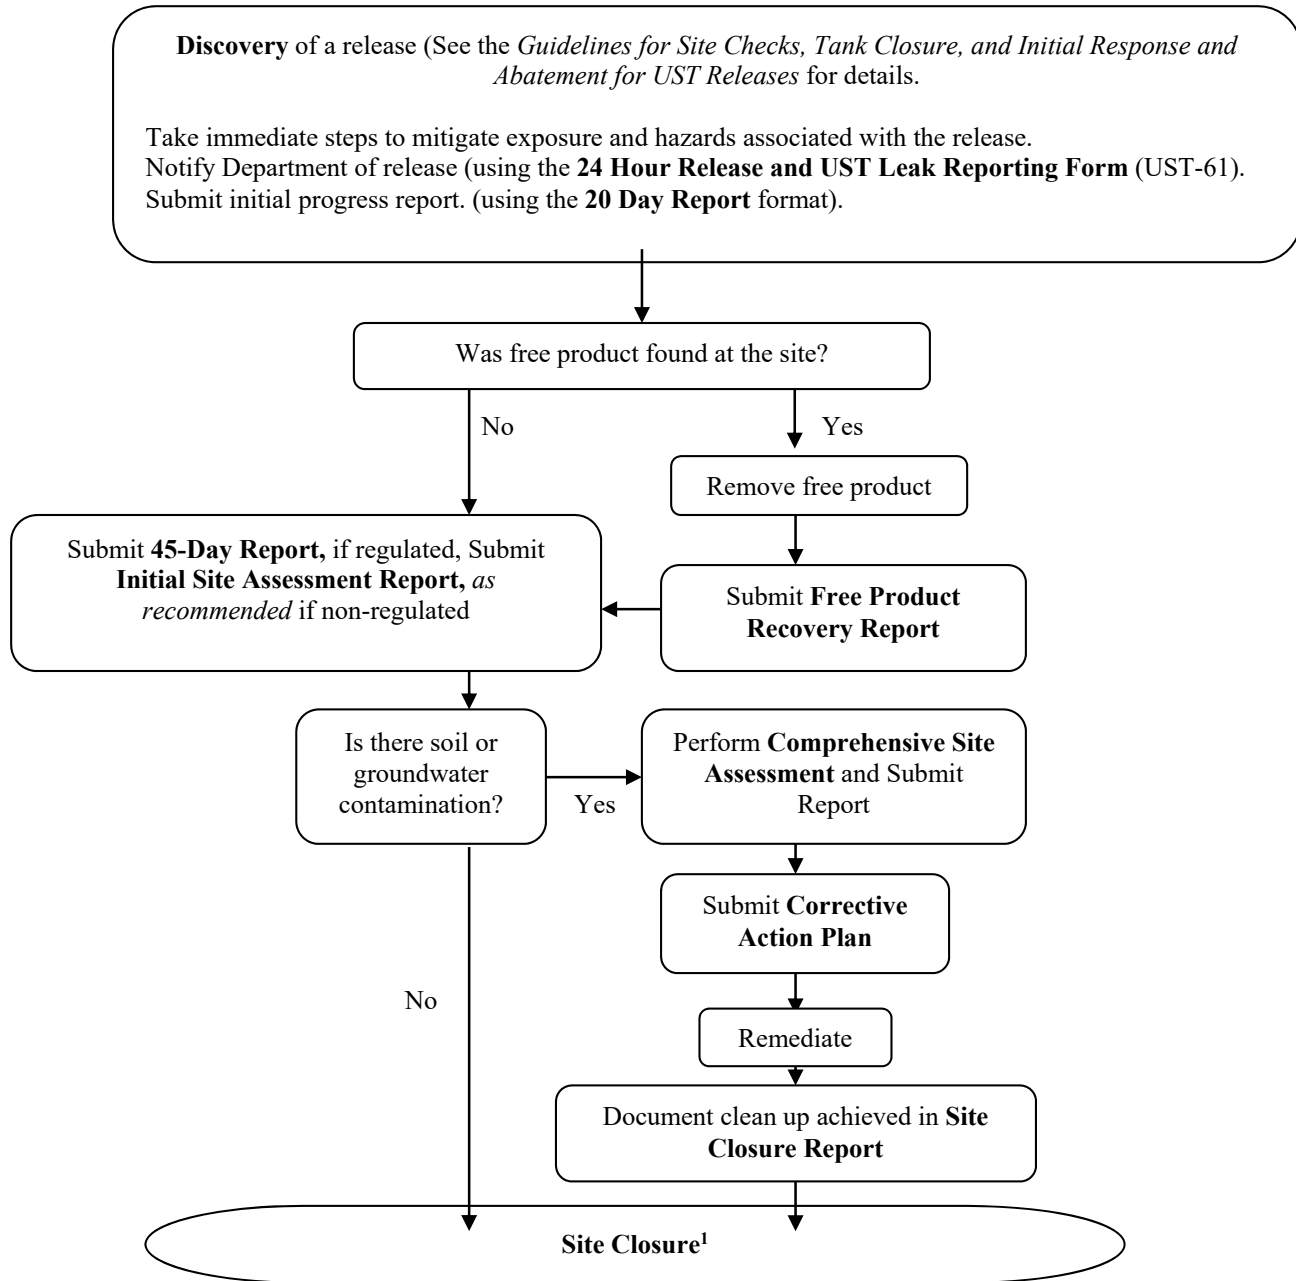 Discovery of a release (See the Guidelines for Site Checks, Tank Closure, and Initial Response and
Abatement for UST Releases for details.
Take immediate steps to mitigate exposure and hazards associated with the release.
Notify Department of release (using the 24 Hour Release and UST Leak Reporting Form (UST-61).
Submit initial progress report. (using the 20 Day Report format).
Was free product found at the site?
No
Yes
Remove free product
Submit 45-Day Report, if regulated, Submit
Initial Site Assessment Report, as
recommended if non-regulated
Submit Free Product
Recovery Report
Is there soil or
groundwater
contamination?
Yes
Perform Comprehensive Site
Assessment and Submit
Report
Submit Corrective
Action Plan
No
Remediate
Document clean up achieved in Site
Closure Report
Site Closure¹